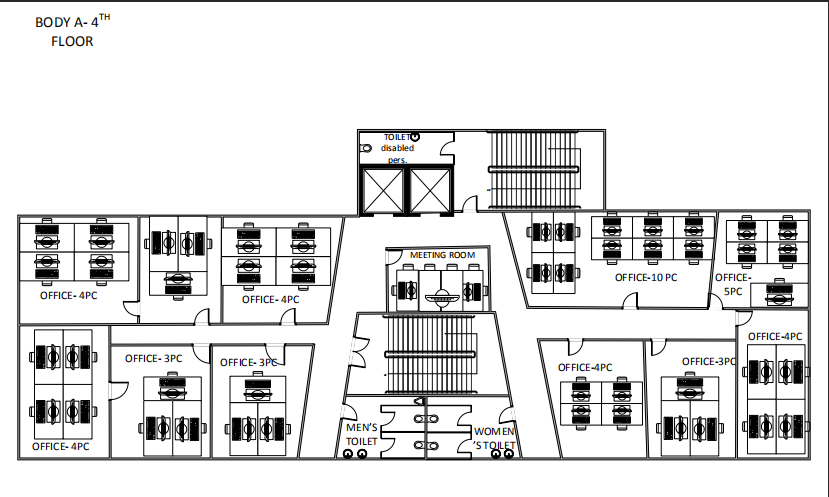 BODY A- 4TH
FLOOR
TOILET
disabled
pers.
MEETING ROOM
OFFICE- 4PC
OFFICE- 4PC
OFFICE-10 PC
OFFICE-
5PC
OFFICE- 3PC
OFFICE- 3PC
OFFICE-4PC
OFFICE-3PC
OFFICE-4PC
OFFICE- 4PC
MEN'S
TOILET
WOMEN
'S TOILET